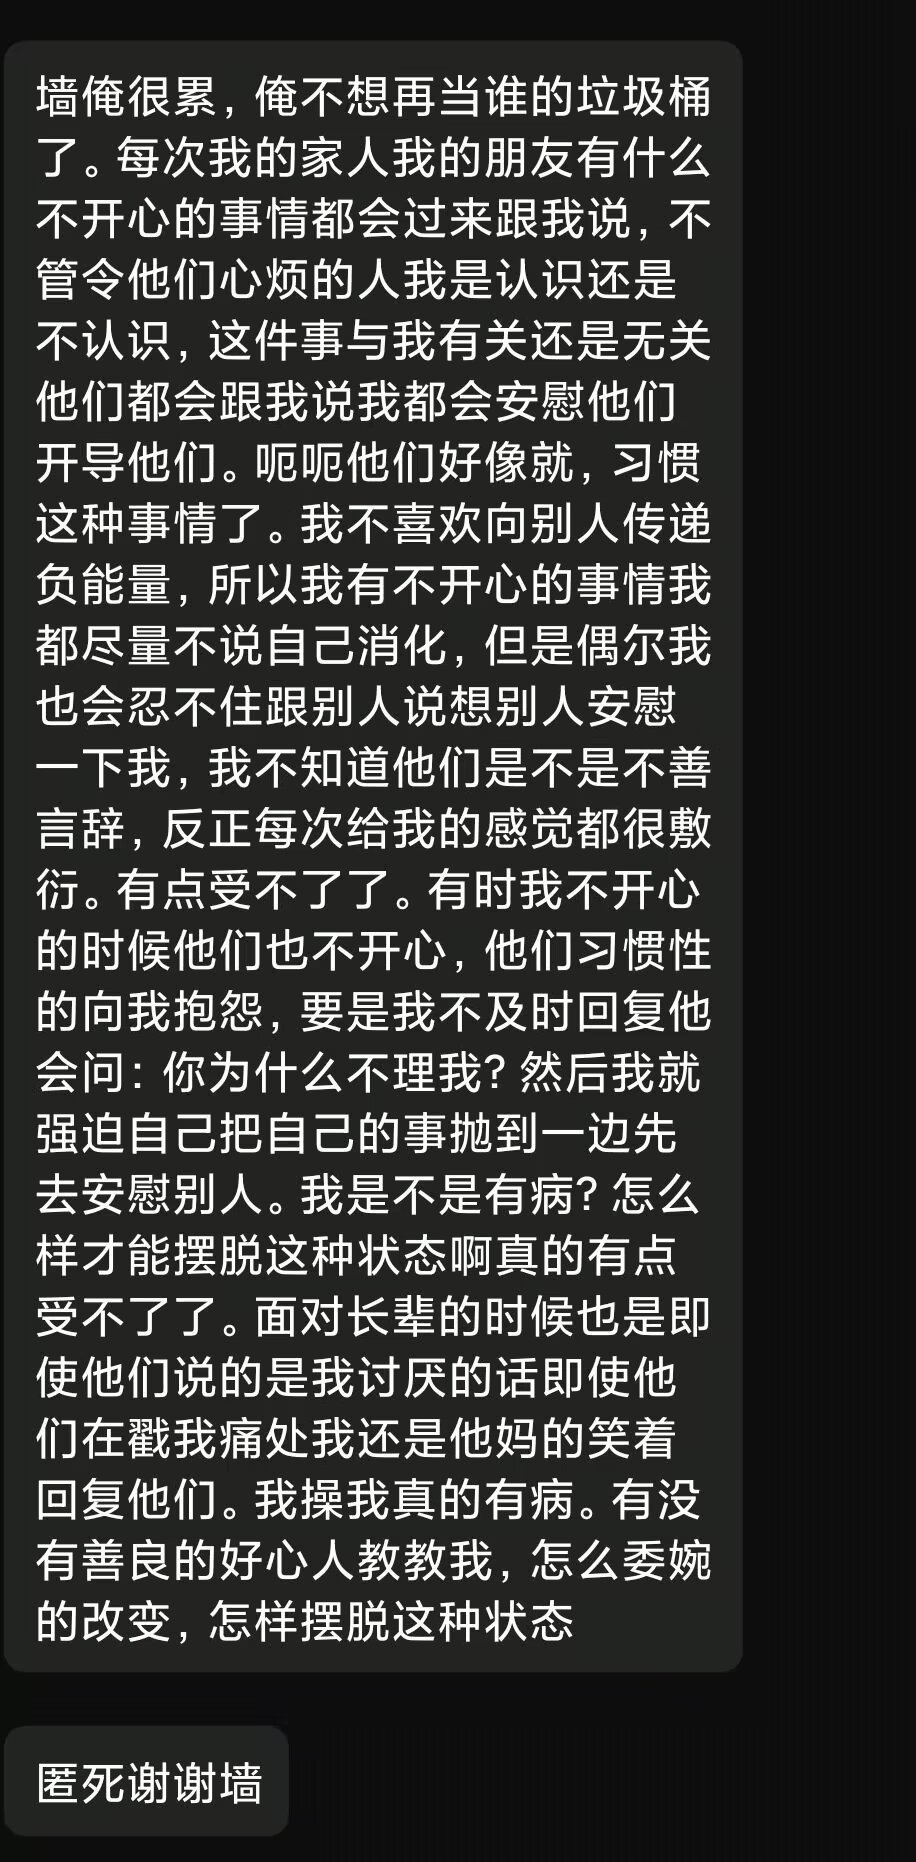 墙俺很累，俺不想再当谁的垃圾桶
了。每次我的家人我的朋友有什么
不开心的事情都会过来跟我说，不
管令他们心烦的人我是认识还是
不认识，这件事与我有关还是无关
他们都会跟我说我都会安慰他们
开导他们。呃呃他们好像就，习惯
这种事情了。我不喜欢向别人传递
负能量，所以我有不开心的事情我
都尽量不说自己消化，但是偶尔我
也会忍不住跟别人说想别人安慰
一下我，我不知道他们是不是不善
言辞，反正每次给我的感觉都很敷
衍。有点受不了了。有时我不开心
的时候他们也不开心，他们习惯性
的向我抱怨，要是我不及时回复他
会问：你为什么不理我？然后我就
强迫自己把自己的事抛到一边先
去安慰别人。我是不是有病？怎么
样才能摆脱这种状态啊真的有点
受不了了。面对长辈的时候也是即
使他们说的是我讨厌的话即使他
们在戳我痛处我还是他妈的笑着
回复他们。我操我真的有病。有没
有善良的好心人教教我，怎么委婉
的改变，怎样摆脱这种状态
匿死谢谢墙